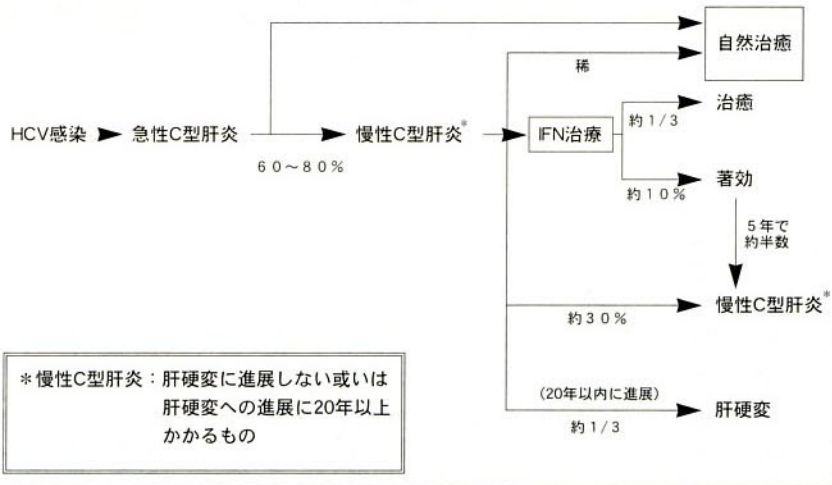 自然治癒
稀
HCV感染
急性C型肝炎
60～80%
慢性C型肝炎*
IFN治療
約1/3
治癒
約10%
著効
5年で
約半数
約30%
慢性C型肝炎*
(20年以内に進展)
約1/3
肝硬変
*慢性C型肝炎：肝硬変に進展しない或いは
肝硬変への進展に20年以上
かかるもの